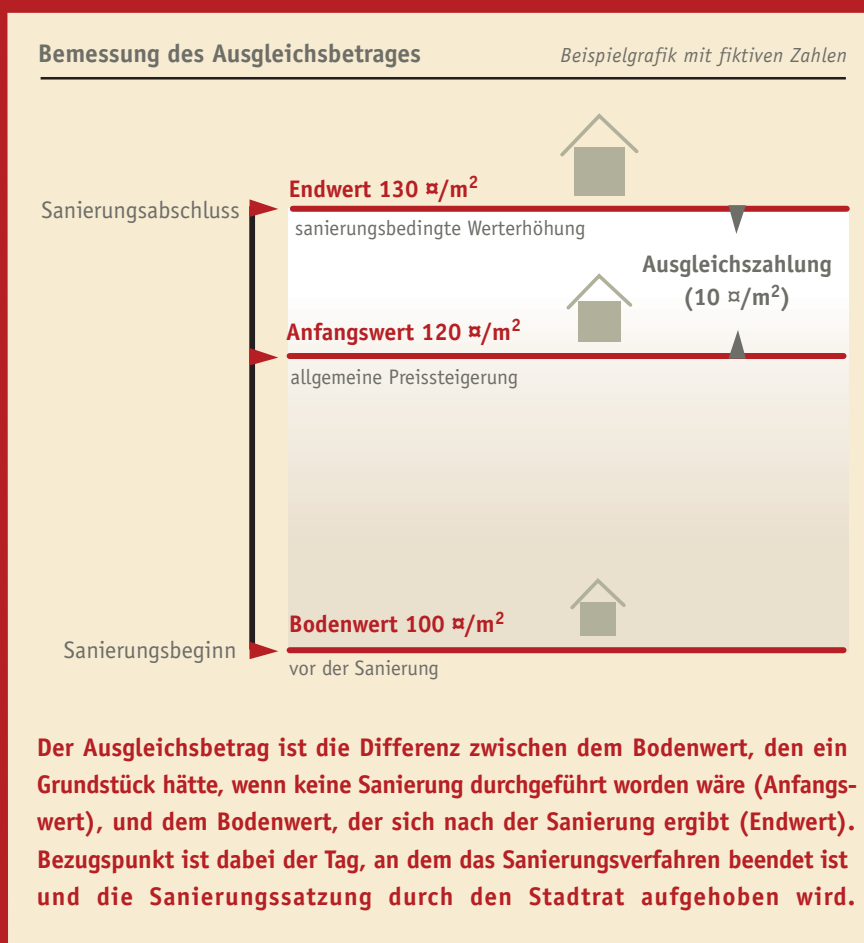 Bemessung des Ausgleichsbetrages Beispielgrafik mit fiktiven Zahlen
Endwert 130 ¤/m²
Sanierungsabschluss
sanierungsbedingte Werterhöhung
Ausgleichszahlung
(10 ¤/m²)
Anfangswert 120 ¤/m²
allgemeine Preissteigerung
Bodenwert 100 ¤/m²
Sanierungsbeginn
vor der Sanierung
Der Ausgleichsbetrag ist die Differenz zwischen dem Bodenwert, den ein
Grundstück hätte, wenn keine Sanierung durchgeführt worden wäre (Anfangs-
wert), und dem Bodenwert, der sich nach der Sanierung ergibt (Endwert).
Bezugspunkt ist dabei der Tag, an dem das Sanierungsverfahren beendet ist
und die Sanierungssatzung durch den Stadtrat aufgehoben wird.